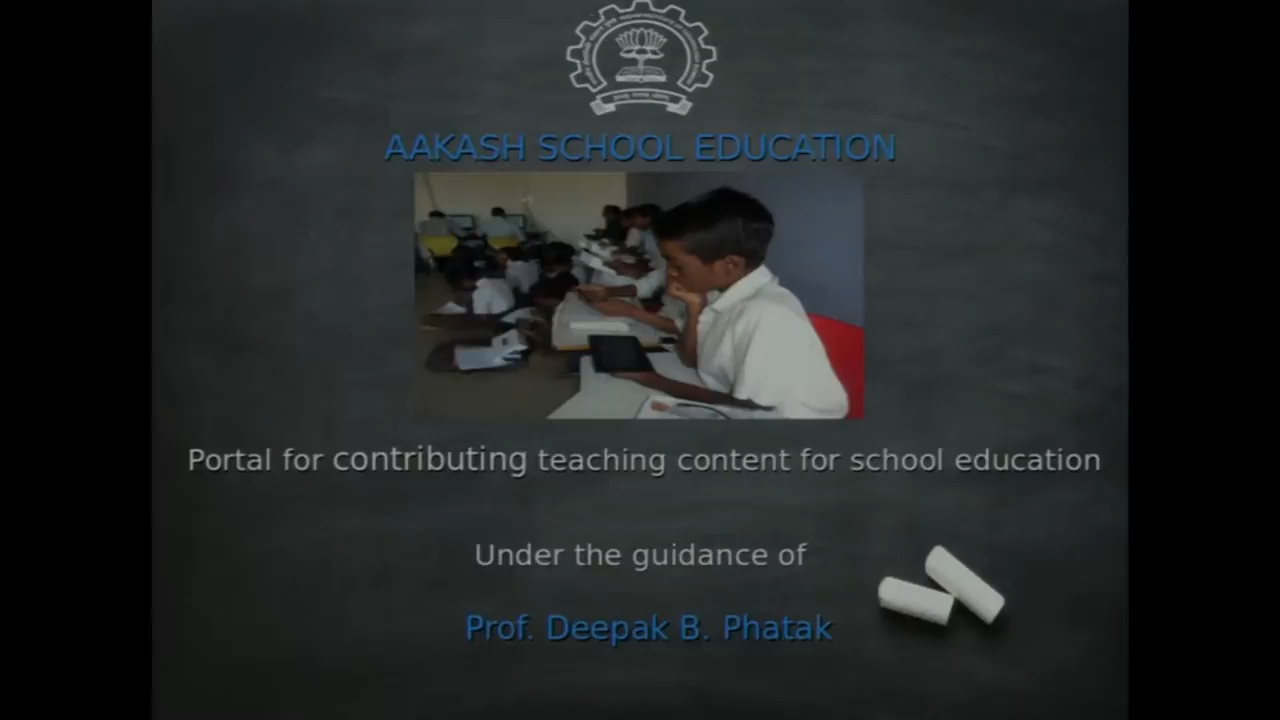 AAKASH SCHOOL EDUCATION
Portal for contributing teaching content for school education
Under the guidance of
Prof. Deepak B. Phatak